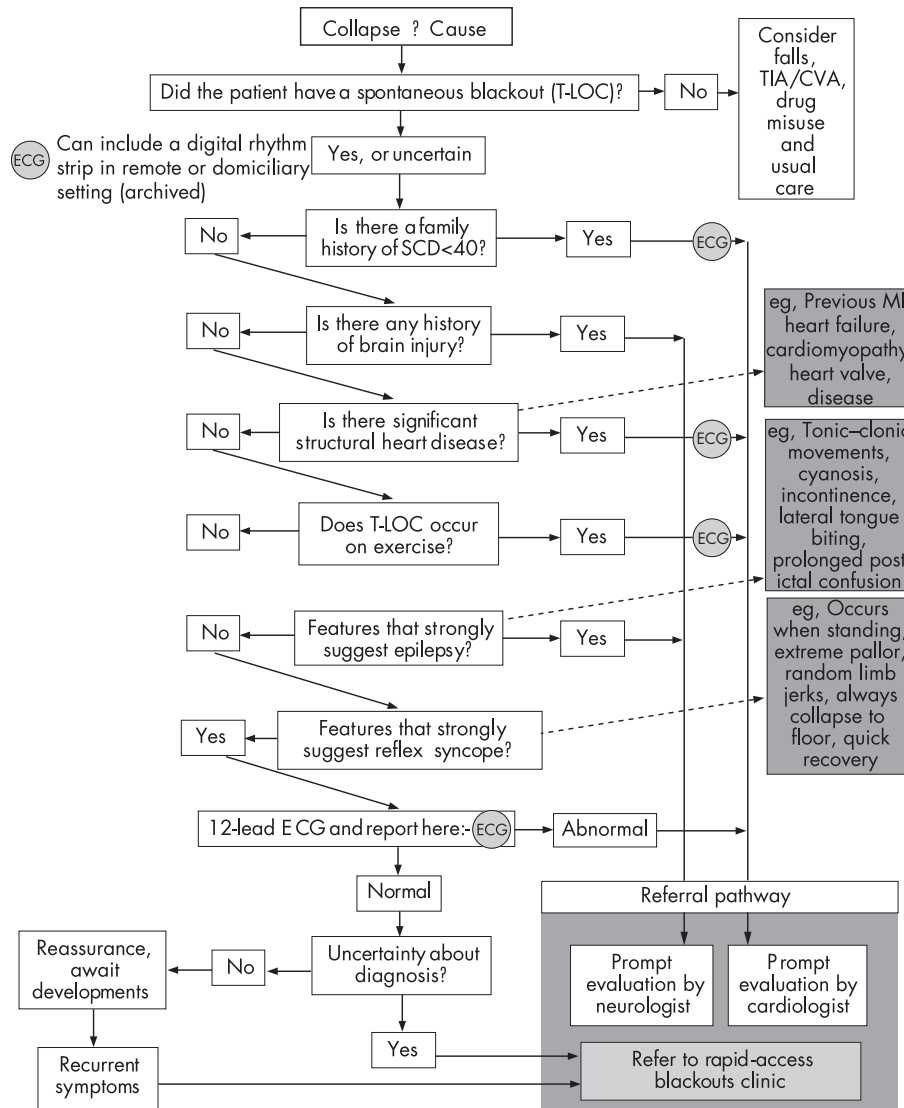 Collapse ? Cause
Did the patient have a spontaneous blackout (T-LOC)?
No
Consider
falls,
TIA/CVA,
drug
misuse
and
usual
care
ECG
Can include a digital rhythm
strip in remote or domiciliary
setting (archived)
Yes, or uncertain
No
Is there a family
history of SCD<40?
Yes
ECG
No
Is there any history
of brain injury?
Yes
eg, Previous MI
heart failure,
cardiomyopathy
heart valve,
disease
No
Is there significant
structural heart disease?
Yes
ECG
eg, Tonic–clonic
movements,
cyanosis,
incontinence,
lateral tongue
biting,
prolonged post
ictal confusion
No
Does T-LOC occur
on exercise?
Yes
ECG
No
Features that strongly
suggest epilepsy?
Yes
eg, Occurs
when standing,
extreme pallor,
random limb
jerks, always
collapse to
floor, quick
recovery
Yes
Features that strongly
suggest reflex syncope?
12-lead ECG and report here:- ECG
Abnormal
Normal
Referral pathway
Reassurance,
await
developments
No
Uncertainty about
diagnosis?
Prompt
evaluation by
neurologist
Prompt
evaluation by
cardiologist
Yes
Recurrent
symptoms
Refer to rapid-access
blackouts clinic